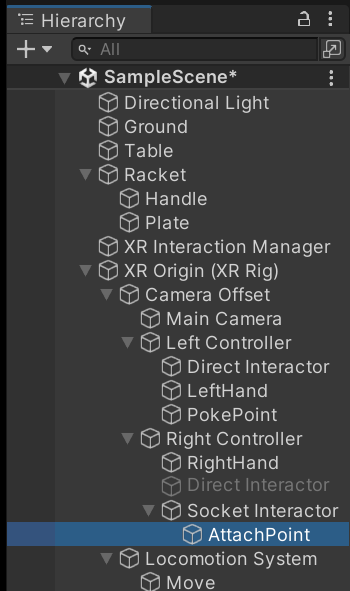 Hierarchy
All
SampleScene*
Directional Light
Ground
Table
Racket
Handle
Plate
XR Interaction Manager
XR Origin (XR Rig)
Camera Offset
Main Camera
Left Controller
Direct Interactor
LeftHand
PokePoint
Right Controller
RightHand
Direct Interactor
Socket Interactor
AttachPoint
Locomotion System
Move